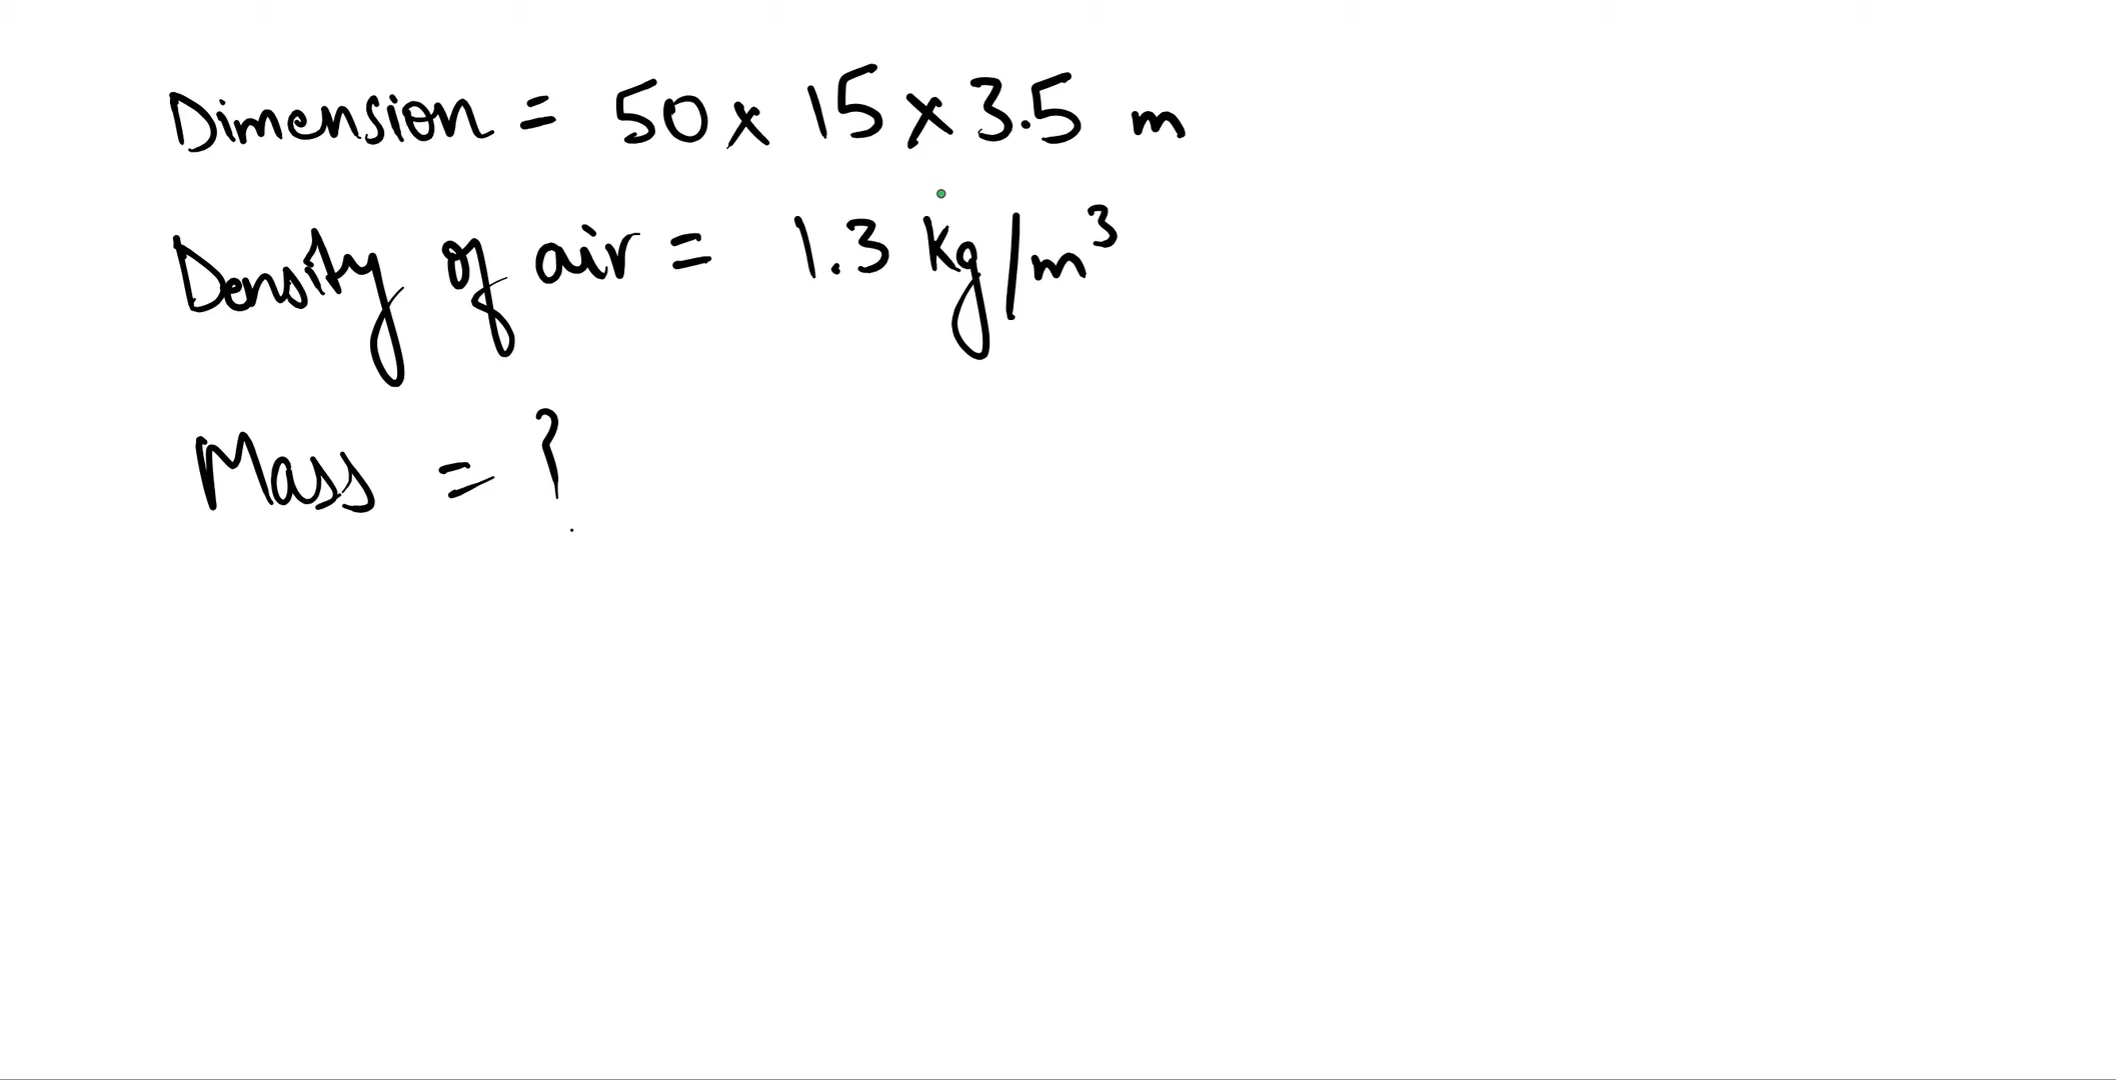 Dimension = 50 x 15 x 3.5 m
Density of air = 1.3 kg/m³
Mass = ?